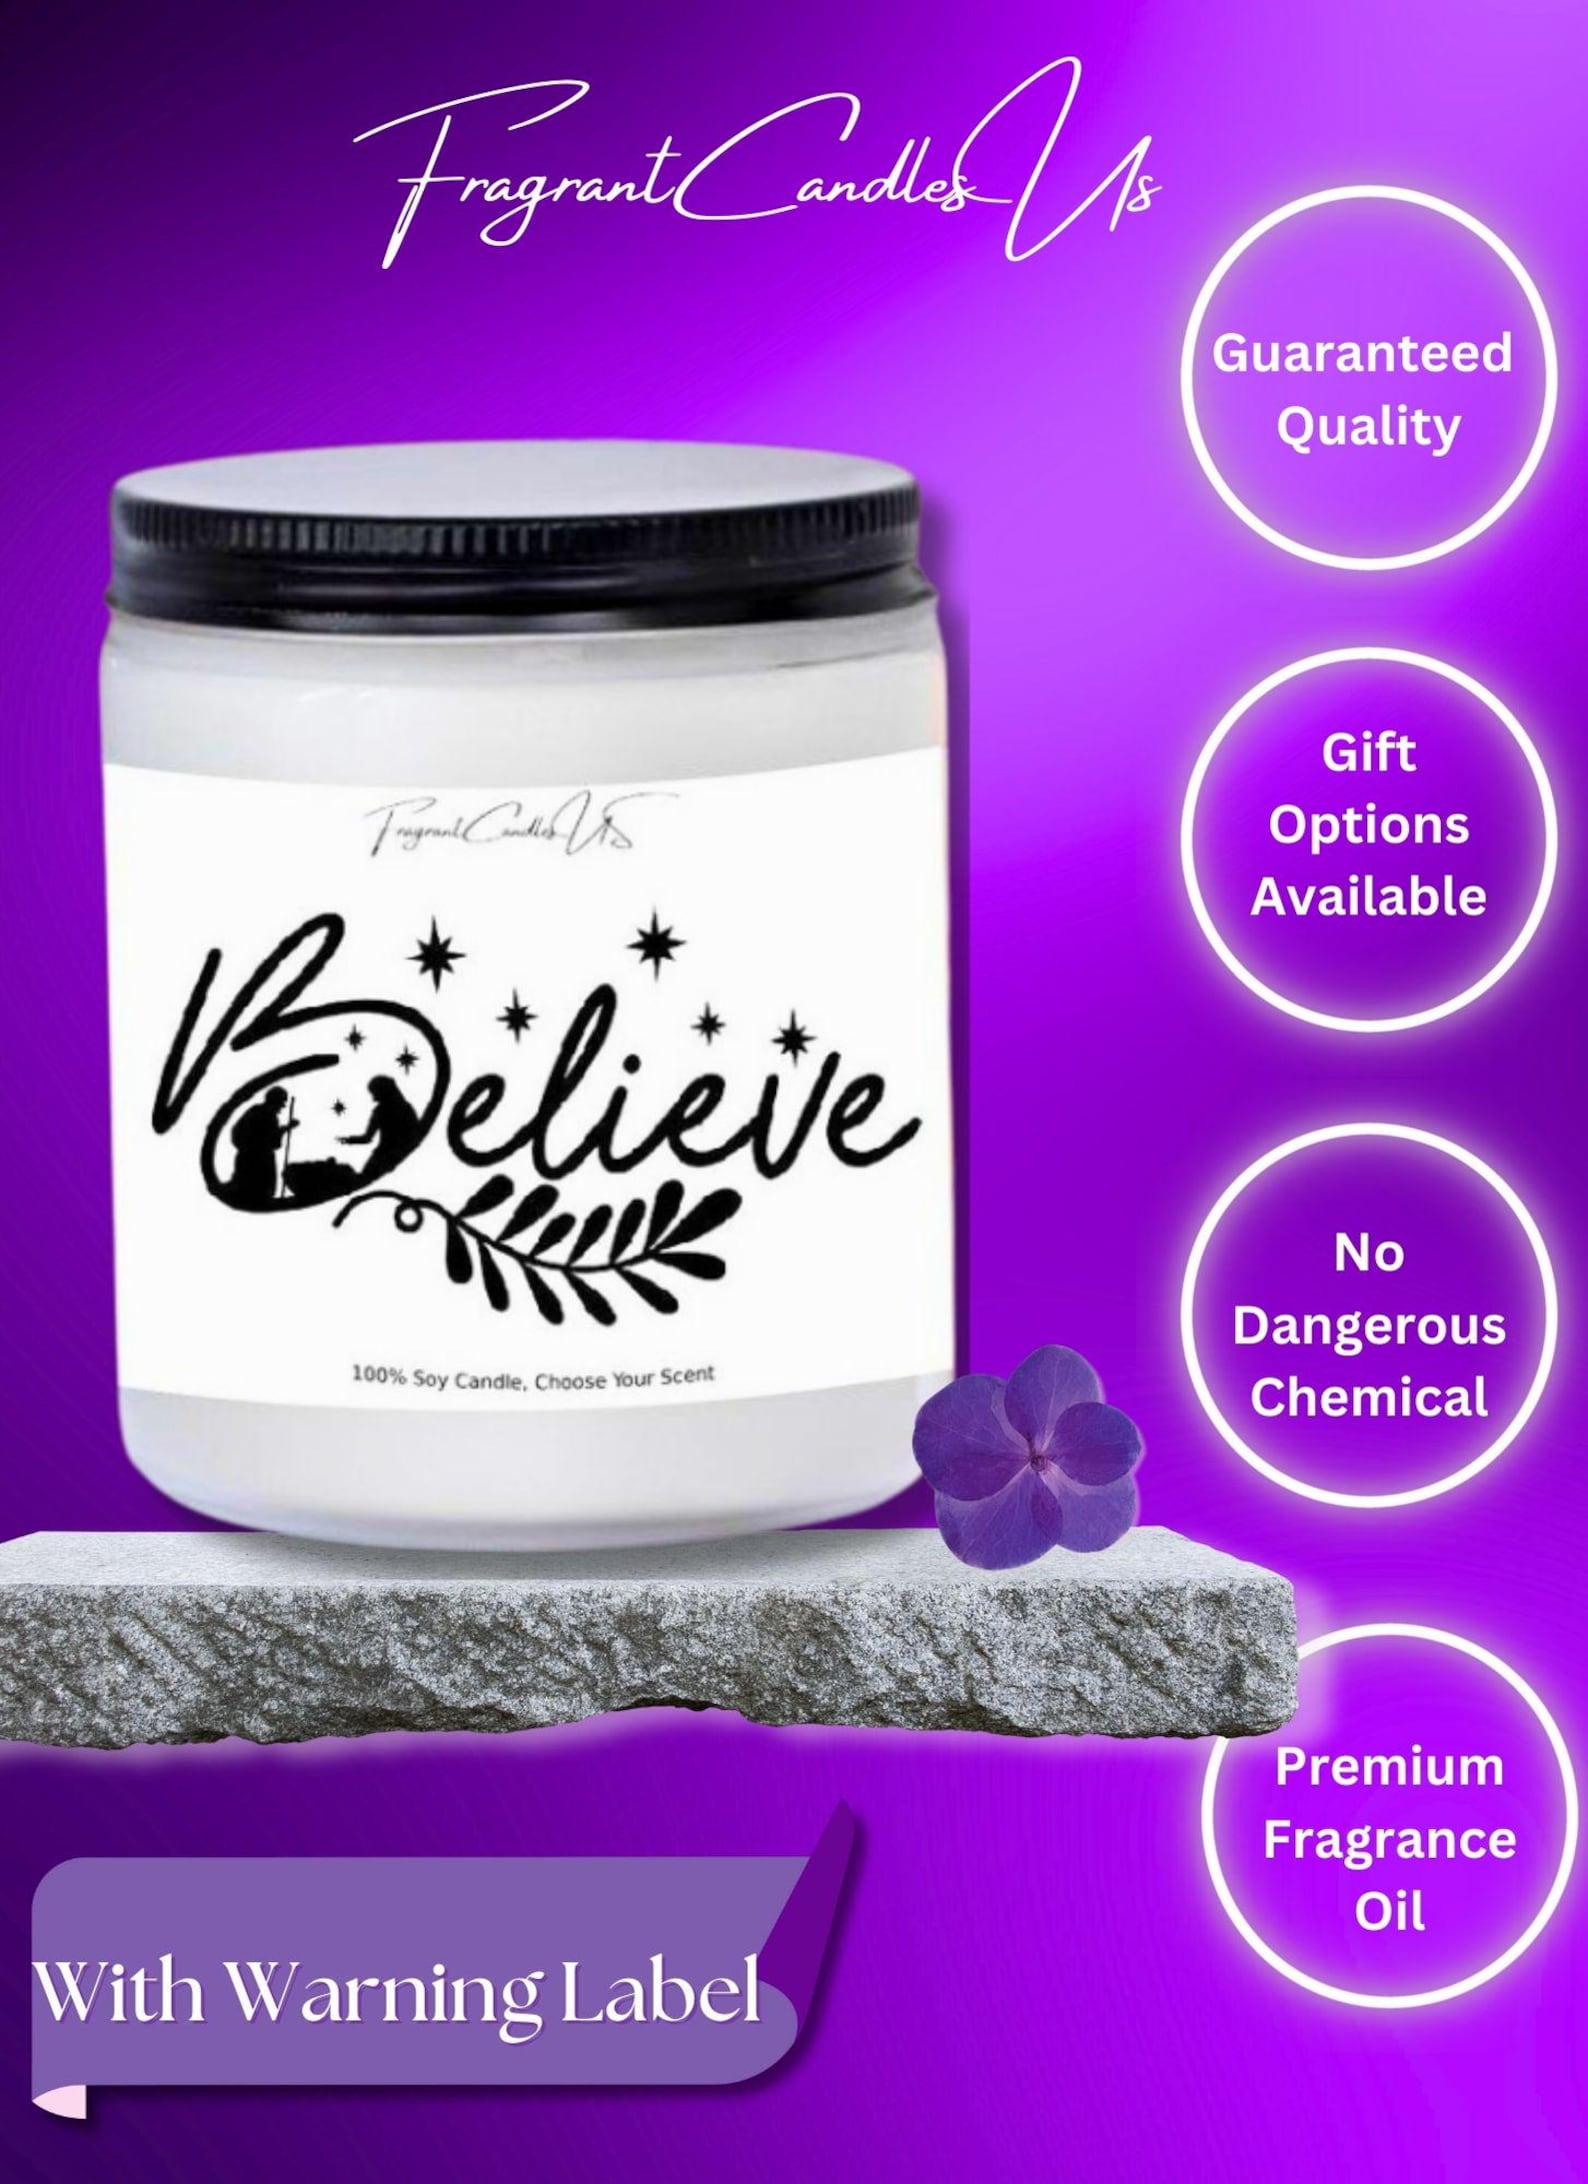 FragrantCandlesUs
Guaranteed
Quality
Gift
Options
Available
FragrantCandlesUS
Believe
100% Soy Candle, Choose Your Scent
No
Dangerous
Chemical
Premium
Fragrance
Oil
With Warning Label